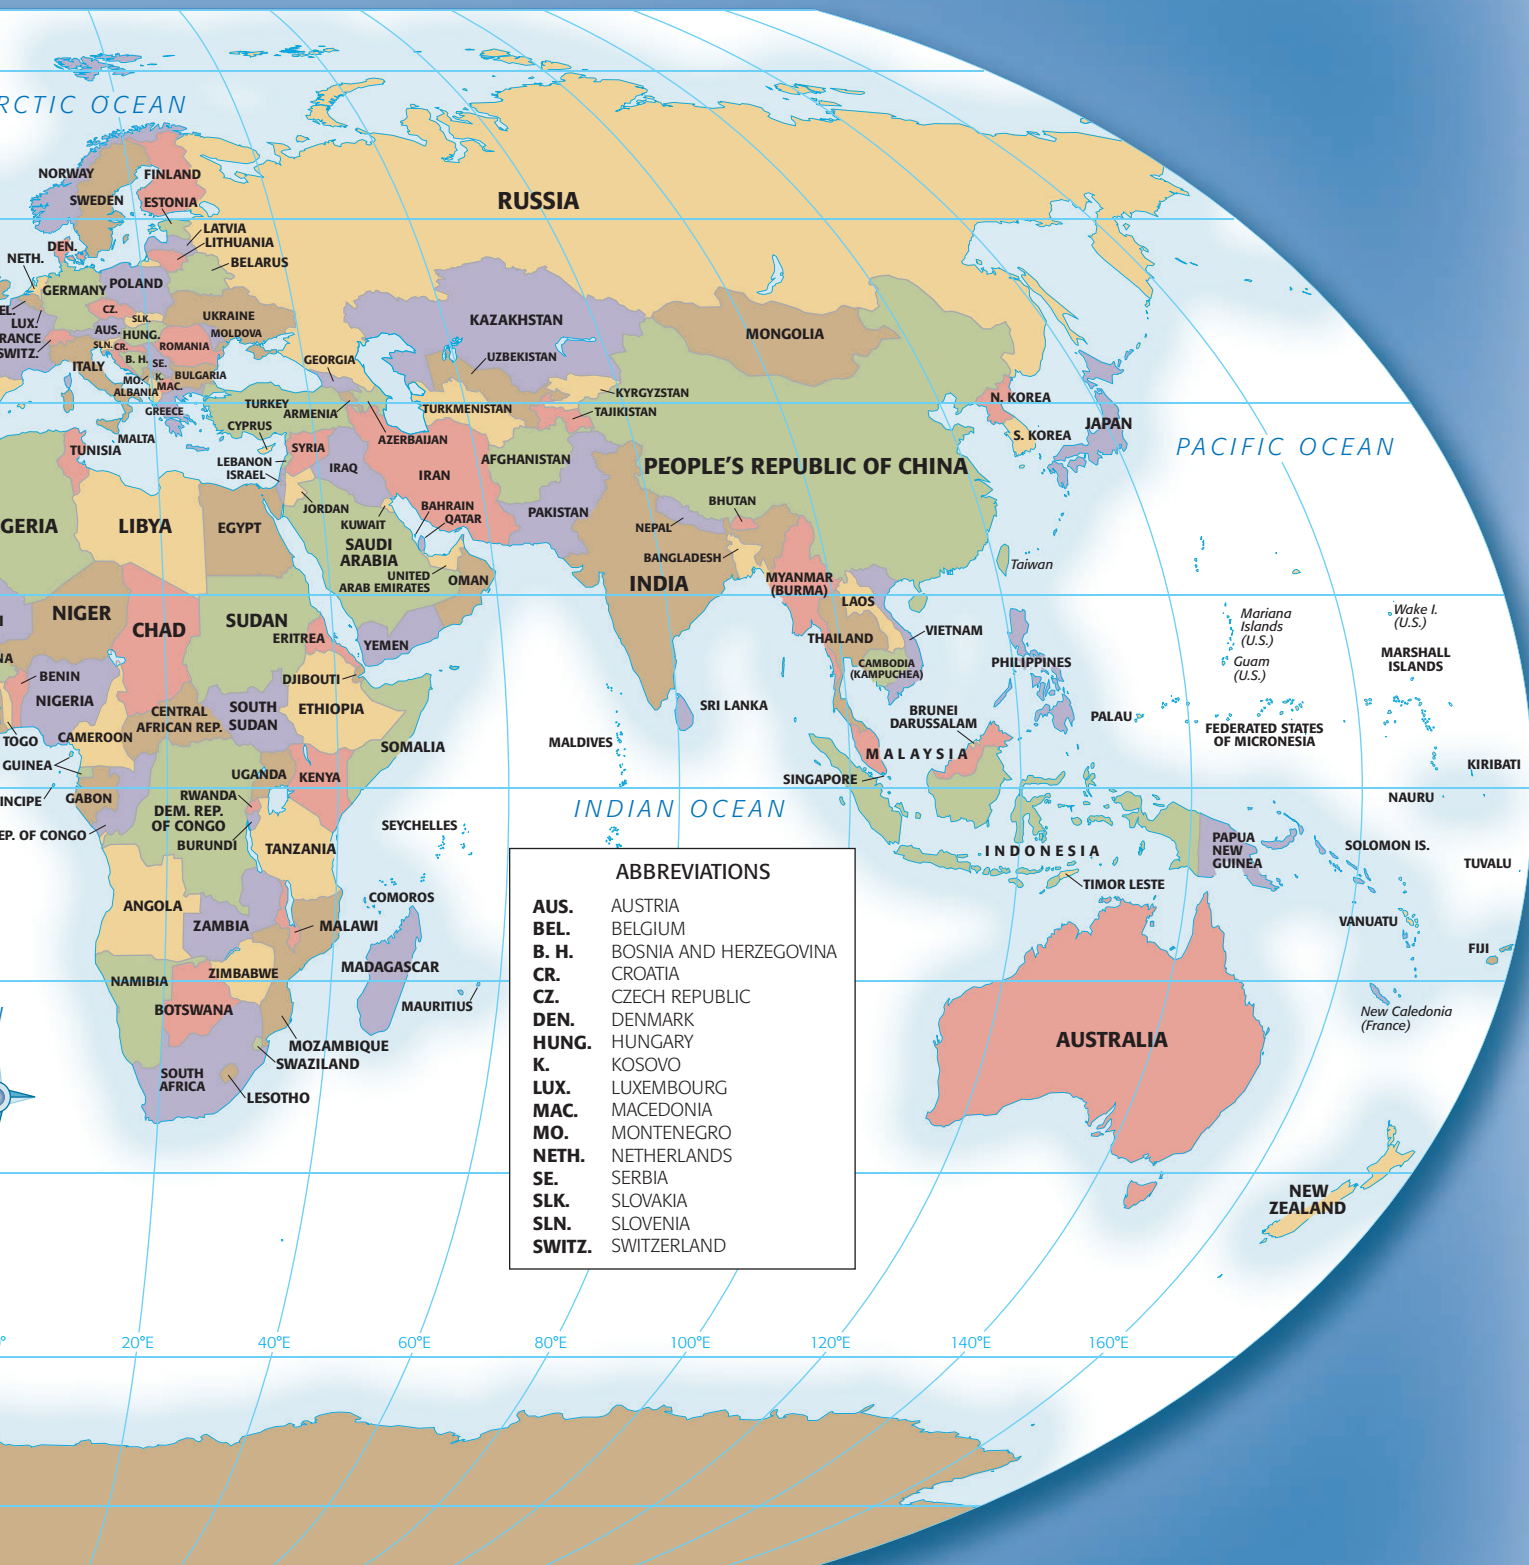 RCTIC OCEAN
NORWAY
FINLAND
SWEDEN
ESTONIA
RUSSIA
LATVIA
LITHUANIA
DEN.
NETH.
BELARUS
GERMANY
POLAND
EL.
LUX.
CZ.
SLK.
UKRAINE
RANCE
AUS.
HUNG.
MOLDOVA
SWITZ.
SLN.
CR.
ROMANIA
ITALY
B. H.
SE.
MO.
K.
BULGARIA
MAC.
ALBANIA
GREECE
GEORGIA
KAZAKHSTAN
MONGOLIA
UZBEKISTAN
KYRGYZSTAN
TURKEY
ARMENIA
TURKMENISTAN
TAJIKISTAN
N. KOREA
CYPRUS
AZERBAIJAN
S. KOREA
JAPAN
PACIFIC OCEAN
MALTA
TUNISIA
SYRIA
LEBANON
ISRAEL
IRAQ
IRAN
AFGHANISTAN
PEOPLE'S REPUBLIC OF CHINA
JORDAN
KUWAIT
BAHRAIN
QATAR
PAKISTAN
NEPAL
BHUTAN
GERIA
LIBYA
EGYPT
SAUDI
ARABIA
BANGLADESH
Taiwan
UNITED
ARAB EMIRATES
OMAN
INDIA
MYANMAR
(BURMA)
LAOS
NIGER
CHAD
SUDAN
ERITREA
YEMEN
THAILAND
VIETNAM
Mariana
Islands
(U.S.)
Wake I.
(U.S.)
I
NA
BENIN
DJIBOUTI
CAMBODIA
(KAMPUCHEA)
PHILIPPINES
Guam
(U.S.)
MARSHALL
ISLANDS
NIGERIA
CENTRAL
AFRICAN REP.
SOUTH
SUDAN
ETHIOPIA
SRI LANKA
BRUNEI
DARUSSALAM
PALAU
FEDERATED STATES
OF MICRONESIA
TOGO
CAMEROON
SOMALIA
MALDIVES
MALAYSIA
GUINEA
UGANDA
KENYA
SINGAPORE
KIRIBATI
INCIPE
GABON
RWANDA
DEM. REP.
OF CONGO
INDIAN OCEAN
NAURU
EP. OF CONGO
BURUNDI
TANZANIA
SEYCHELLES
INDONESIA
PAPUA
NEW
GUINEA
SOLOMON IS.
TUVALU
TIMOR LESTE
ANGOLA
COMOROS
ZAMBIA
MALAWI
VANUATU
FIJI
NAMIBIA
ZIMBABWE
MADAGASCAR
BOTSWANA
MAURITIUS
New Caledonia
(France)
MOZAMBIQUE
SWAZILAND
SOUTH
AFRICA
LESOTHO
AUSTRALIA
NEW
ZEALAND
ABBREVIATIONS
AUS. AUSTRIA
BEL. BELGIUM
B. H. BOSNIA AND HERZEGOVINA
CR. CROATIA
CZ. CZECH REPUBLIC
DEN. DENMARK
HUNG. HUNGARY
K. KOSOVO
LUX. LUXEMBOURG
MAC. MACEDONIA
MO. MONTENEGRO
NETH. NETHERLANDS
SE. SERBIA
SLK. SLOVAKIA
SLN. SLOVENIA
SWITZ. SWITZERLAND
° 20°E 40°E 60°E 80°E 100°E 120°E 140°E 160°E